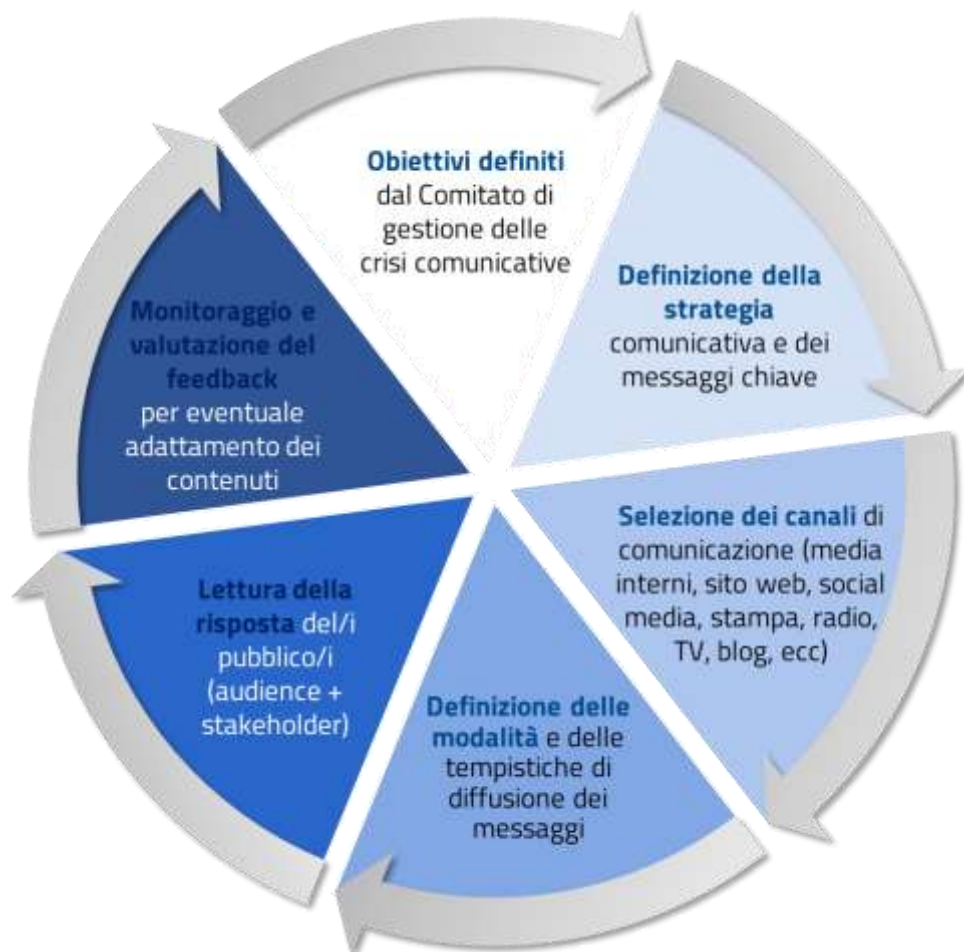 Obiettivi definiti
dal Comitato di
gestione delle
crisi comunicative
Definizione della
strategia
comunicativa e dei
messaggi chiave
Selezione dei canali di
comunicazione (media
interni, sito web, social
media, stampa, radio,
TV, blog, ecc)
Definizione delle
modalità e delle
tempistiche di
diffusione dei
messaggi
Lettura della
risposta del/i
pubblico/i
(audience +
stakeholder)
Monitoraggio e
valutazione del
feedback
per eventuale
adattamento dei
contenuti